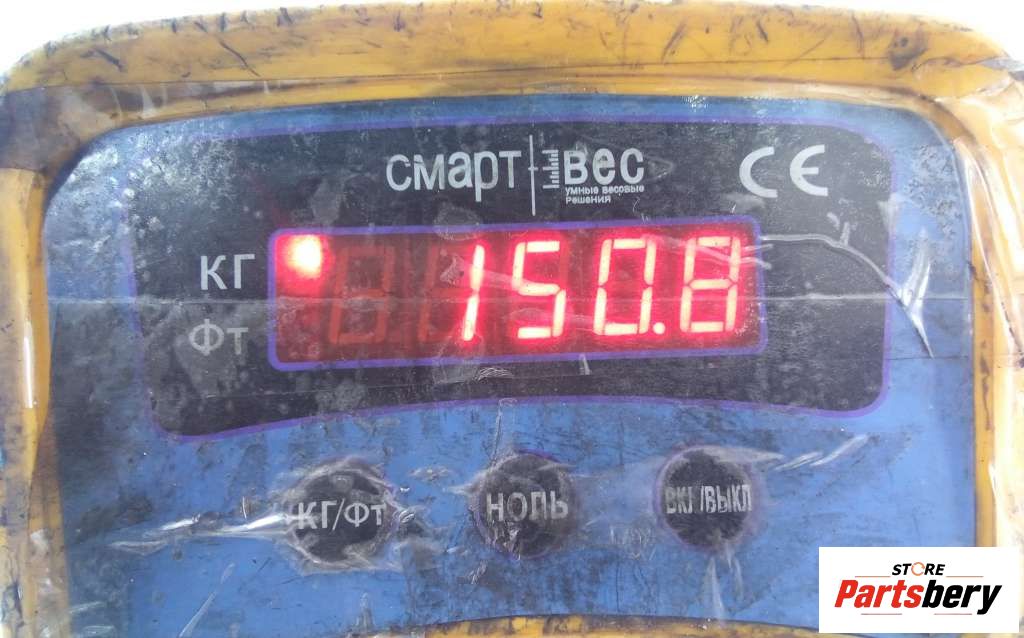 смарт вес
умные весовые
решения
CE
КГ
150.8
Фт
КГ/Фт НОЛЬ ВКЛ/ВЫКЛ
STORE
Partsbery